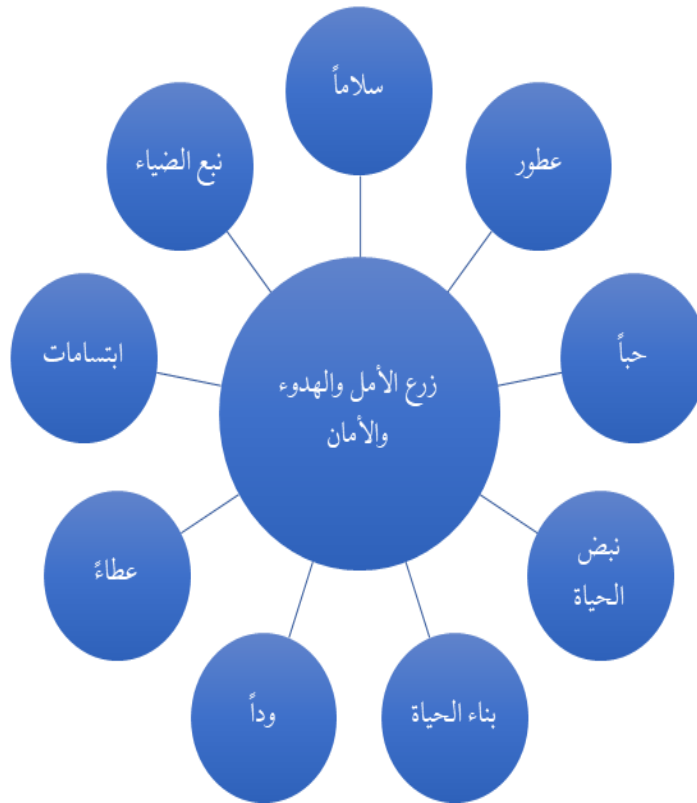 سلاماً
عطور
حباً
نبض
الحياة
بناء الحياة
وداً
عطاءً
ابتسامات
نبع الضياء
زرع الأمل والهدوء
والأمان